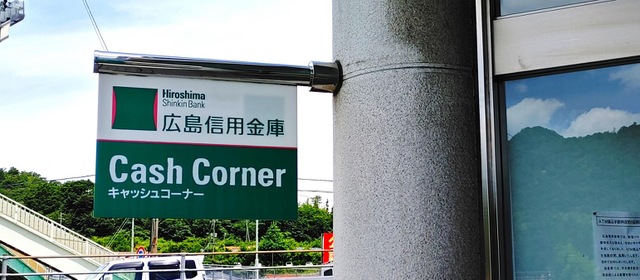 Hiroshima
Shinkin Bank
広島信用金庫
Cash Corner
キャッシュコーナー